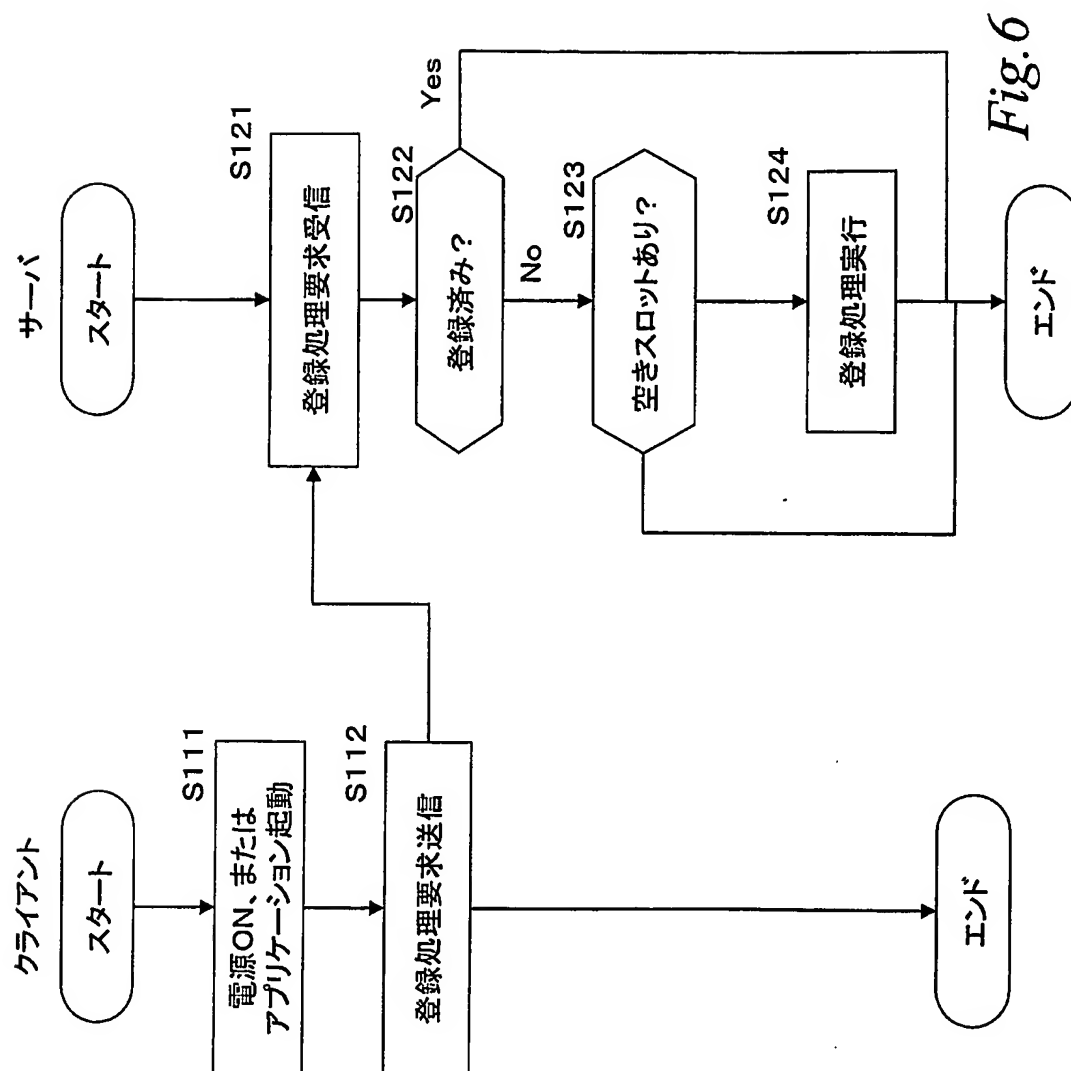 クライアント
スタート
S111
電源ON、または
アプリケーション起動
S112
登録処理要求送信
エンド
サーバ
スタート
S121
登録処理要求受信
S122
登録済み?
Yes
No
S123
空きスロットあり?
S124
登録処理実行
エンド
Fig.6